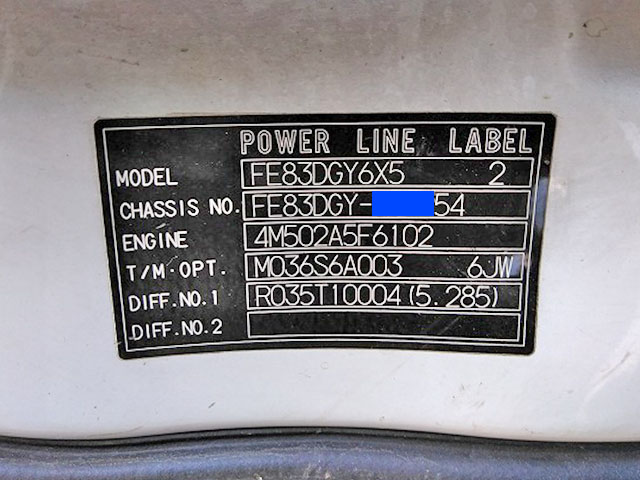 POWER LINE LABEL
MODEL FE83DGY6X5 2
CHASSIS NO. FE83DGY- 54
ENGINE 4M502A5F6102
T/M·OPT. M036S6A003 6JW
DIFF.NO.1 R035T10004(5.285)
DIFF.NO.2